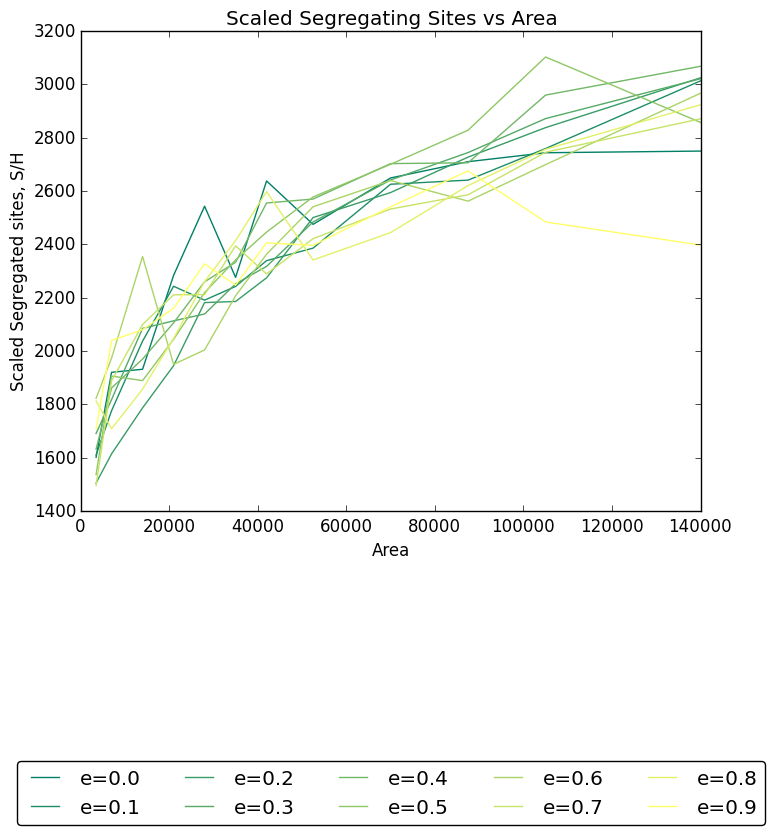 Scaled Segregating Sites vs Area
3200
3000
2800
2600
2400
2200
2000
1800
1600
1400
Scaled Segregated sites, S/H
0 20000 40000 60000 80000 100000 120000 140000
Area
e=0.0 e=0.2 e=0.4 e=0.6 e=0.8
e=0.1 e=0.3 e=0.5 e=0.7 e=0.9